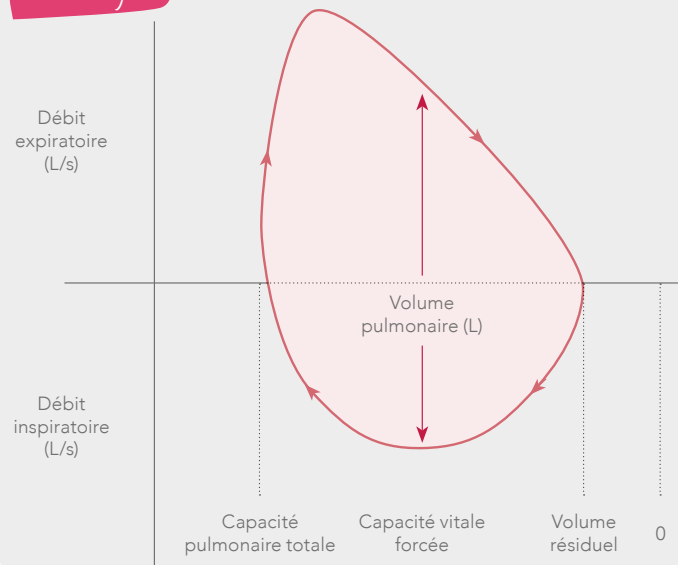 Débit
expiratoire
(L/s)
Volume
pulmonaire (L)
Débit
inspiratoire
(L/s)
Capacité
pulmonaire totale
Capacité vitale
forcée
Volume
résiduel
0